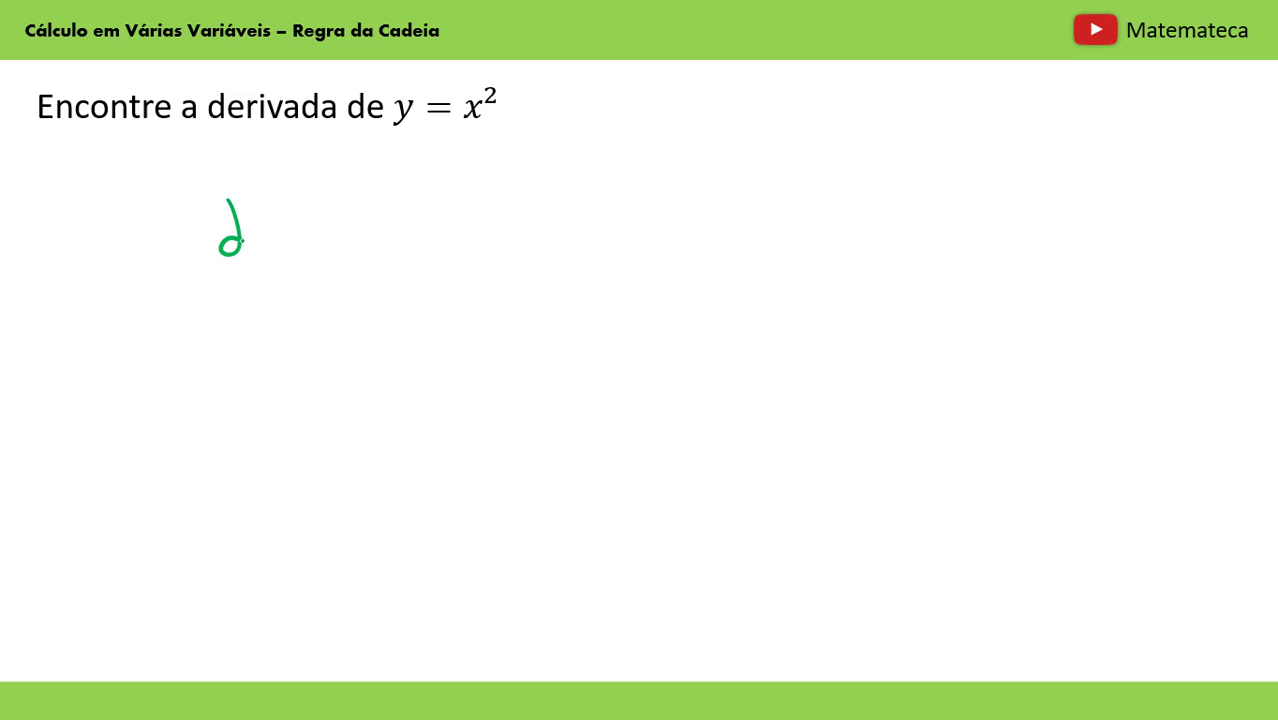 Cálculo em Várias Variáveis – Regra da Cadeia
Matemateca
Encontre a derivada de y = x²
d